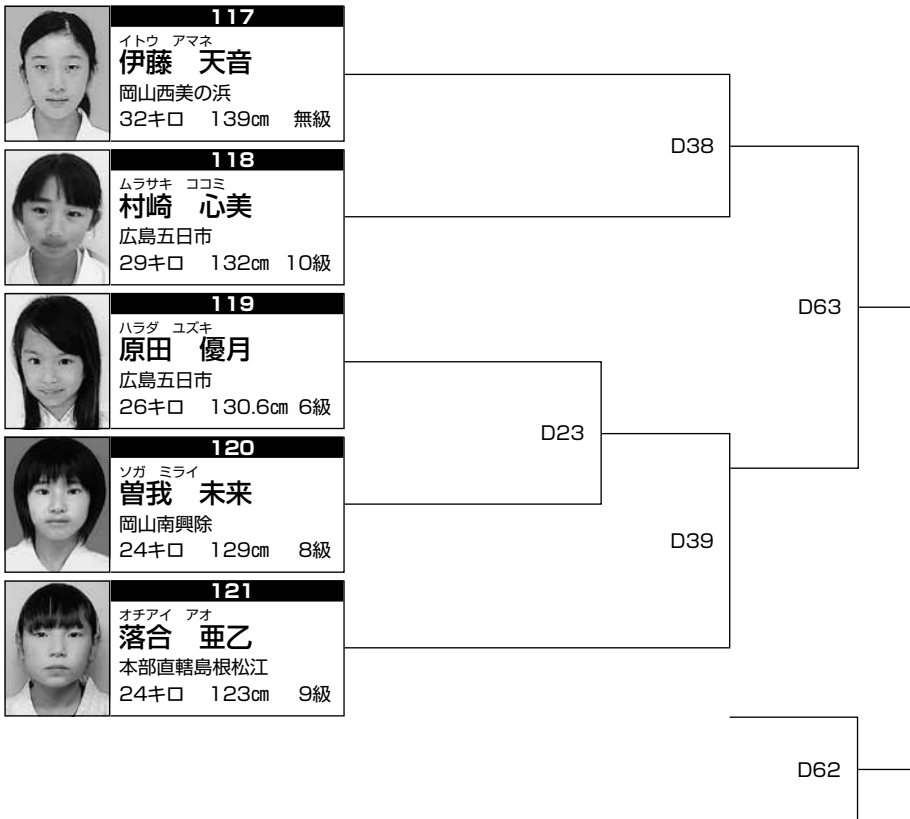 117
イトウ　アマネ
伊藤　天音
岡山西美の浜
32キロ　139㎝　無級
118
ムラサキ　ココミ
村崎　心美
広島五日市
29キロ　132㎝　10級
119
ハラダ　ユズキ
原田　優月
広島五日市
26キロ　130.6㎝ 6級
120
ソガ　ミライ
曽我　未来
岡山南興除
24キロ　129㎝　8級
121
オチアイ　アオ
落合　亜乙
本部直轄島根松江
24キロ　123㎝　9級
D38
D63
D23
D39
D62